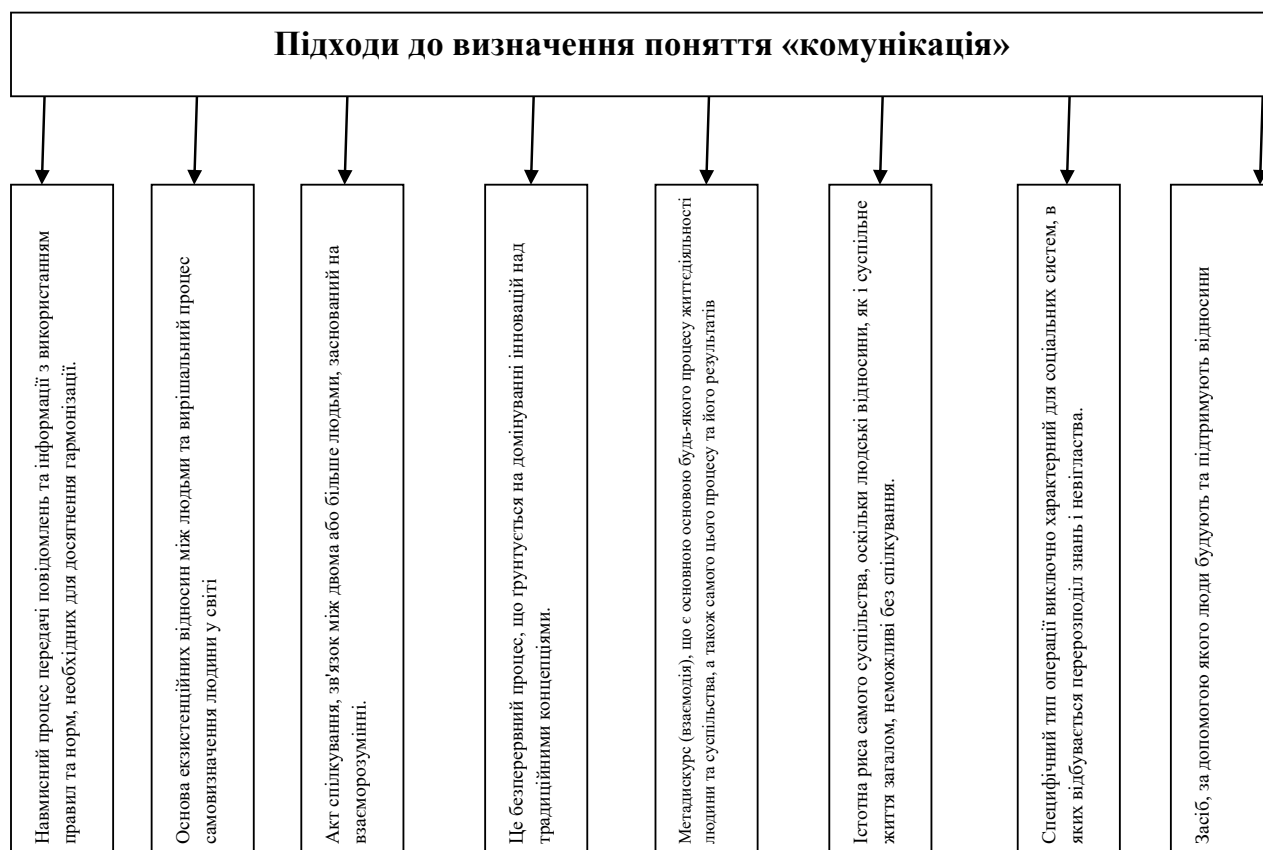 Підходи до визначення поняття «комунікація»
Навмисний процес передачі повідомлень та інформації з використанням
правил та норм, необхідних для досягнення гармонізації.
Основа екзистенційних відносин між людьми та вирішальний процес
самовизначення людини у світі
Акт спілкування, зв'язок між двома або більше людьми, заснований на
взаєморозумінні.
Це безперервний процес, що ґрунтується на домінуванні інновацій над
традиційними концепціями.
Метадискурс (взаємодія), що є основною основою будь-якого процесу життєдіяльності
людини та суспільства, а також самого цього процесу та його результатів
Істотна риса самого суспільства, оскільки людські відносини, як і суспільне
життя загалом, неможливі без спілкування.
Специфічний тип операції виключно характерний для соціальних систем, в
яких відбувається перерозподіл знань і невігластва.
Засіб, за допомогою якого люди будують та підтримують відносини